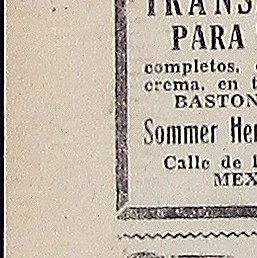 TRANS
PARA
completos,
crema, en t
BASTON
Sommer Her
Calle de
MEX